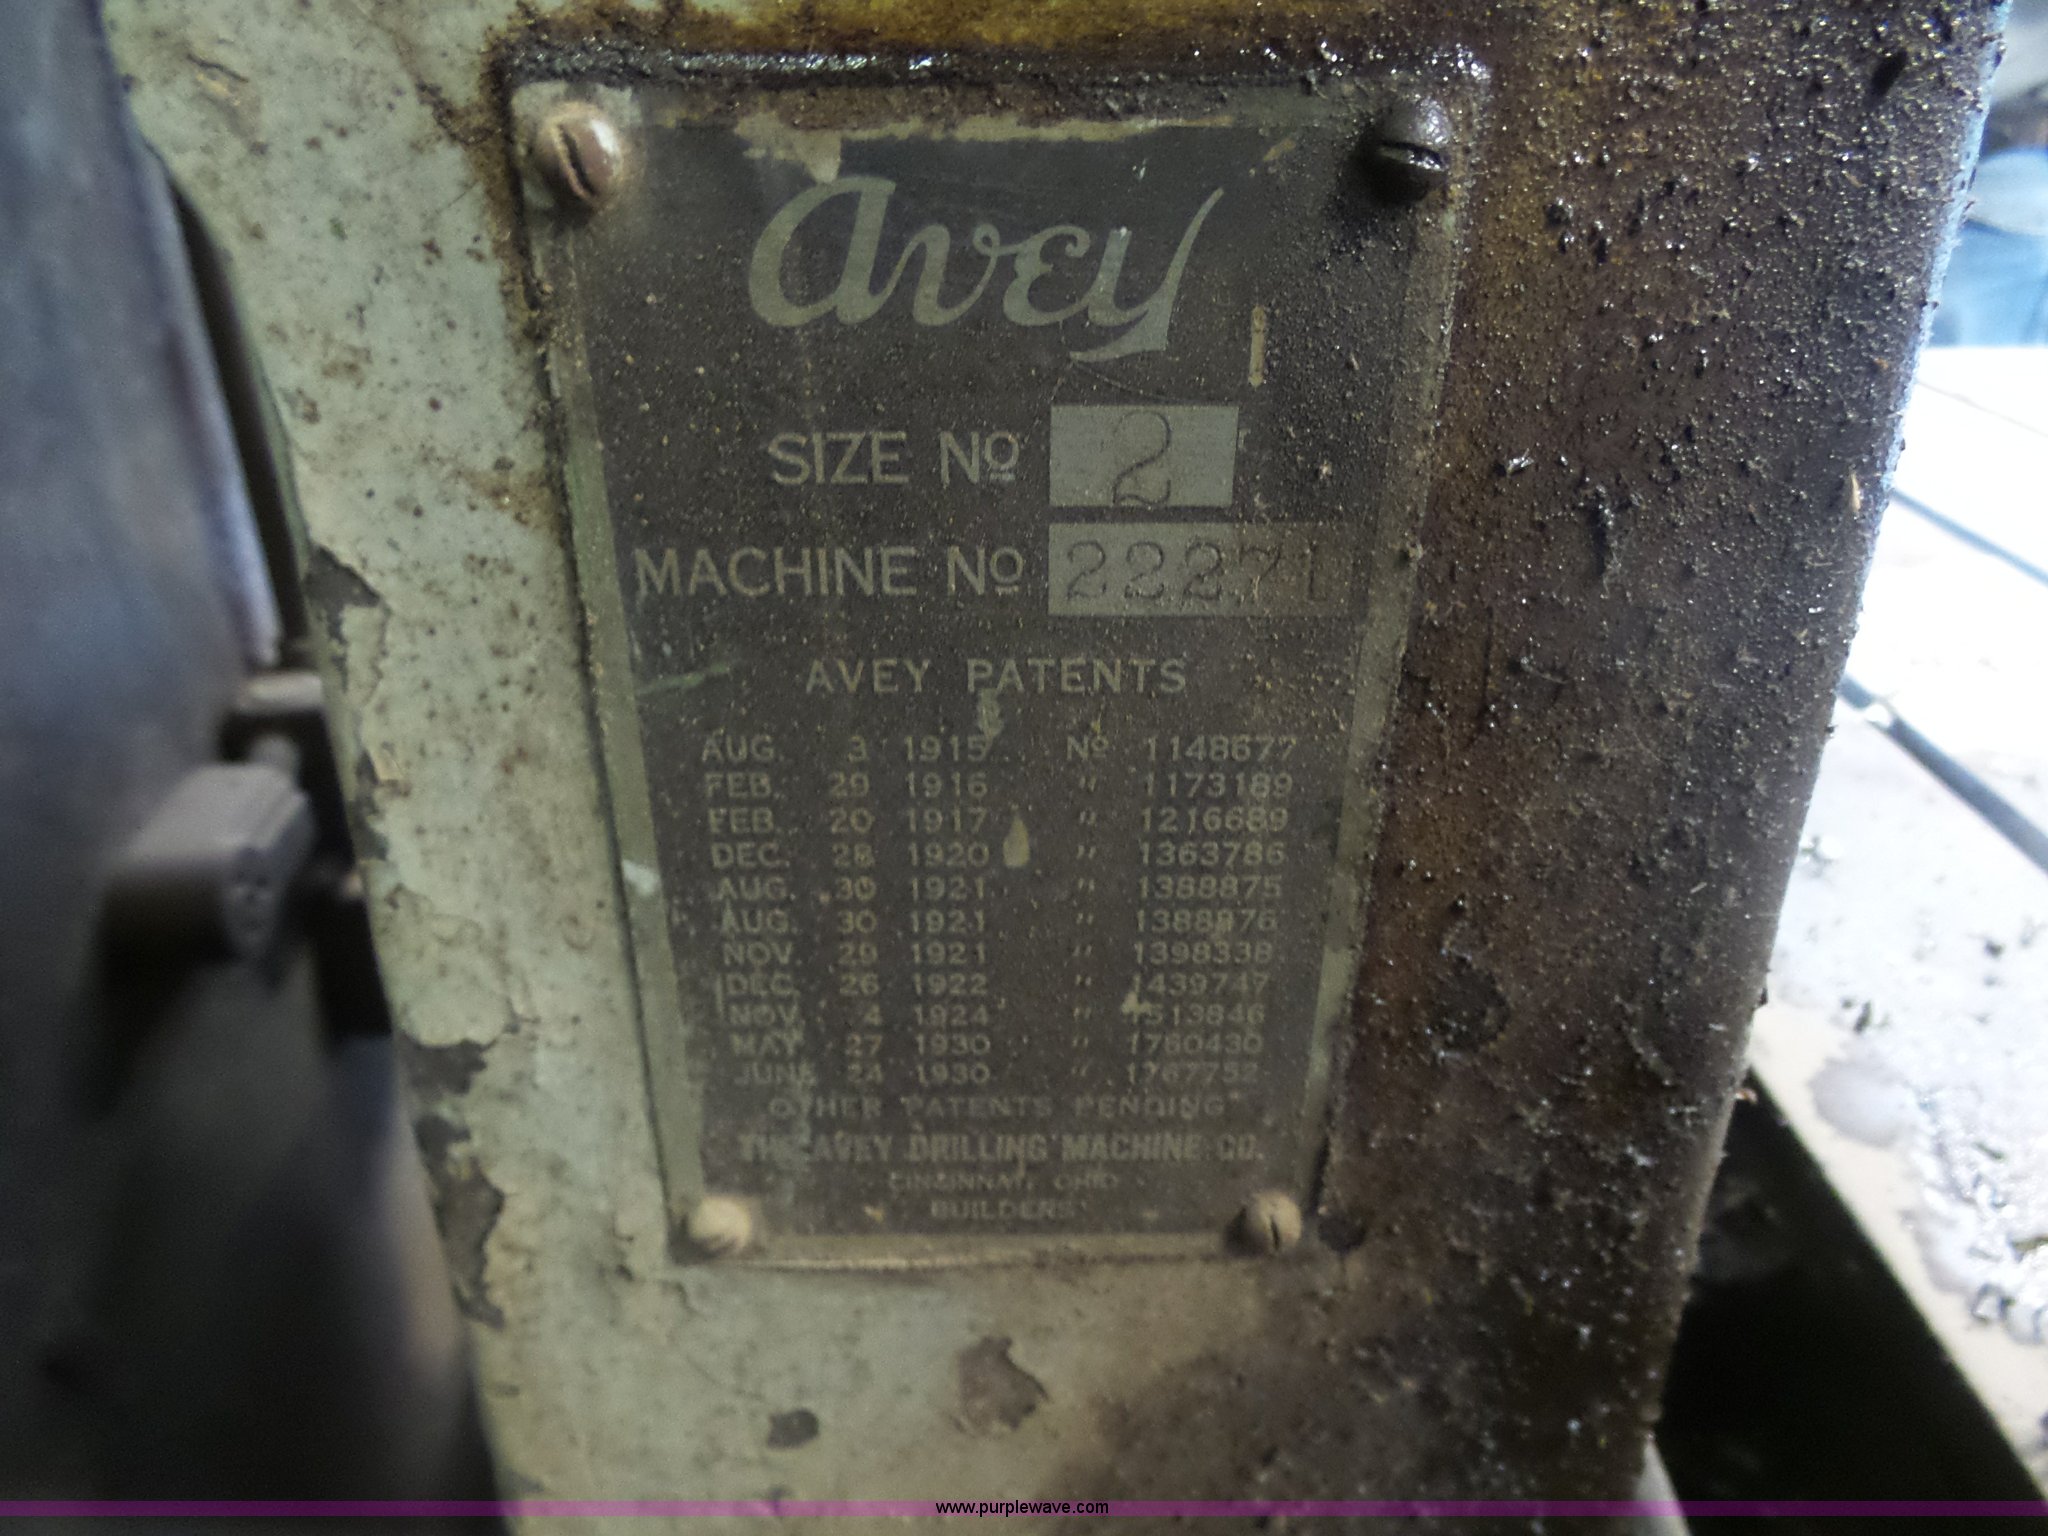 avey
SIZE No 2
MACHINE No 22271
AVEY PATENTS
AUG. 3 1915 No 1148677
FEB. 29 1916 " 1173189
FEB. 20 1917 " 1216689
DEC. 28 1920 " 1363786
AUG. 30 1921 " 1388875
AUG. 30 1921 " 1388876
NOV. 29 1921 " 1398338
DEC. 26 1922 " 1439747
NOV. 4 1924 " 1513846
MAY 27 1930 " 1760430
JUNE 24 1930 " 1767752
OTHER PATENTS PENDING
THE AVEY DRILLING MACHINE CO.
CINCINNATI OHIO
BUILDERS
www.purplewave.com